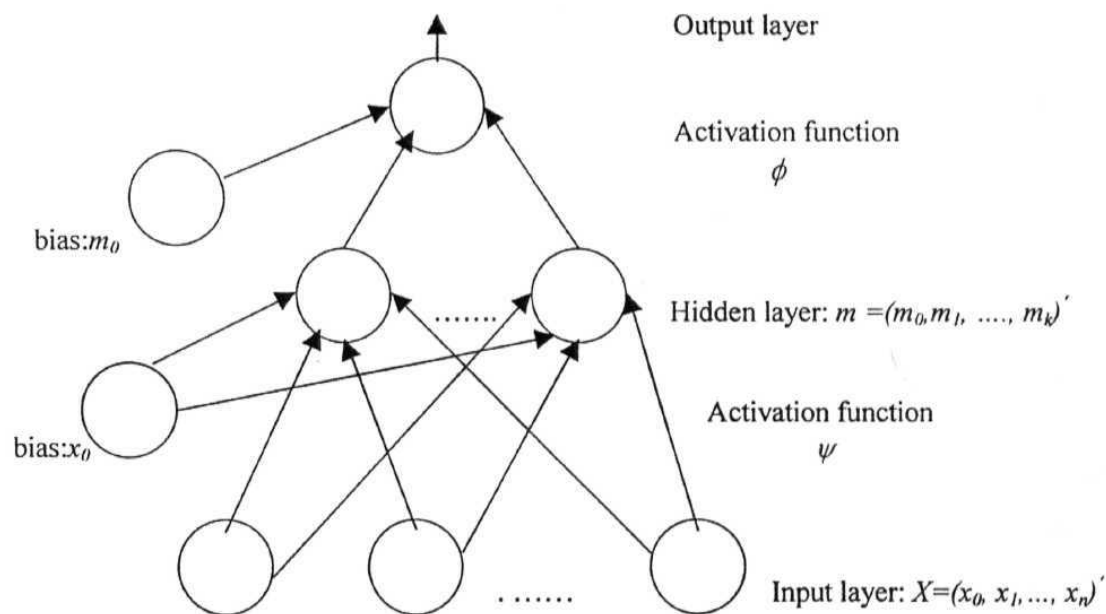 Output layer
Activation function
ϕ
bias:m₀
Hidden layer: m =(m₀,m₁, ...., mₖ)′
.......
Activation function
ψ
bias:x₀
Input layer: X=(x₀, x₁,..., xₙ)′
. ......